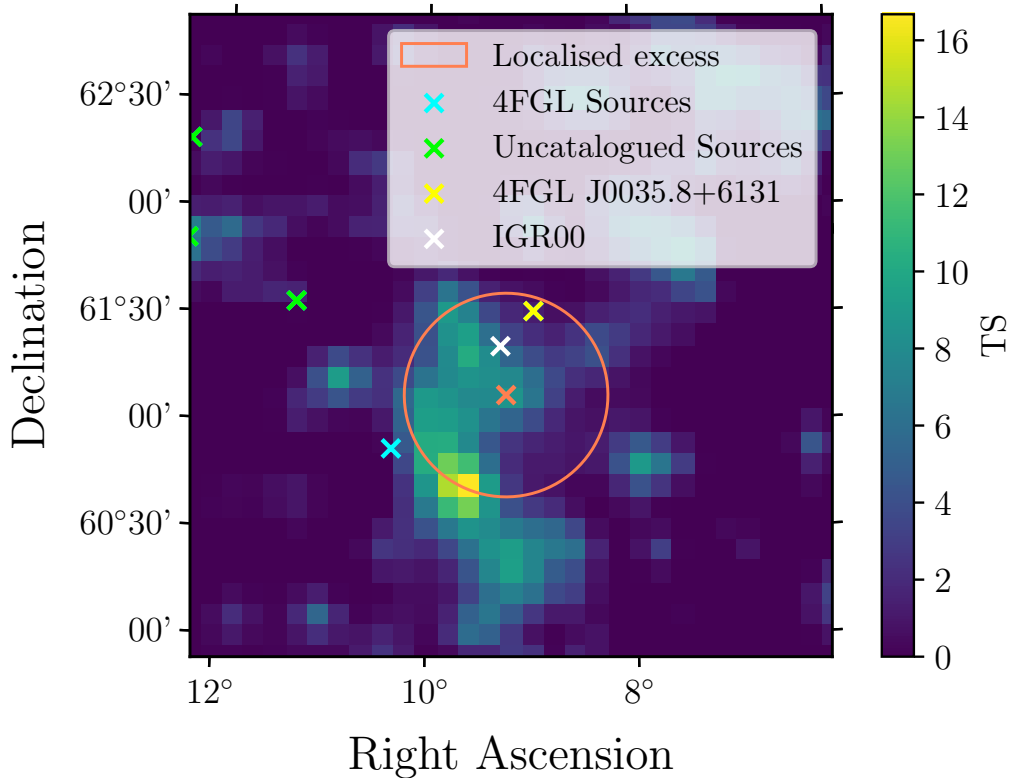 Localised excess
4FGL Sources
Uncatalogued Sources
4FGL J0035.8+6131
IGR00
62°30’
00’
61°30’
00’
60°30’
00’
Declination
12°
10°
8°
Right Ascension
16
14
12
10
8
6
4
2
0
TS